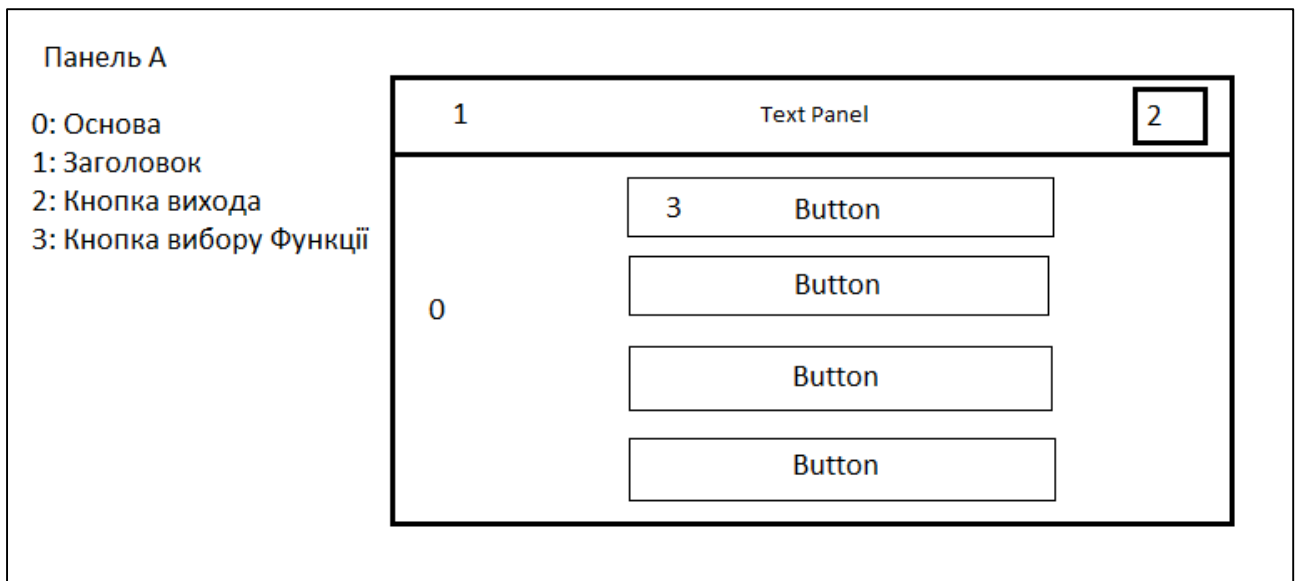 Панель А
0: Основа
1: Заголовок
2: Кнопка вихода
3: Кнопка вибору Функції
1 Text Panel 2
3 Button
Button
0
Button
Button